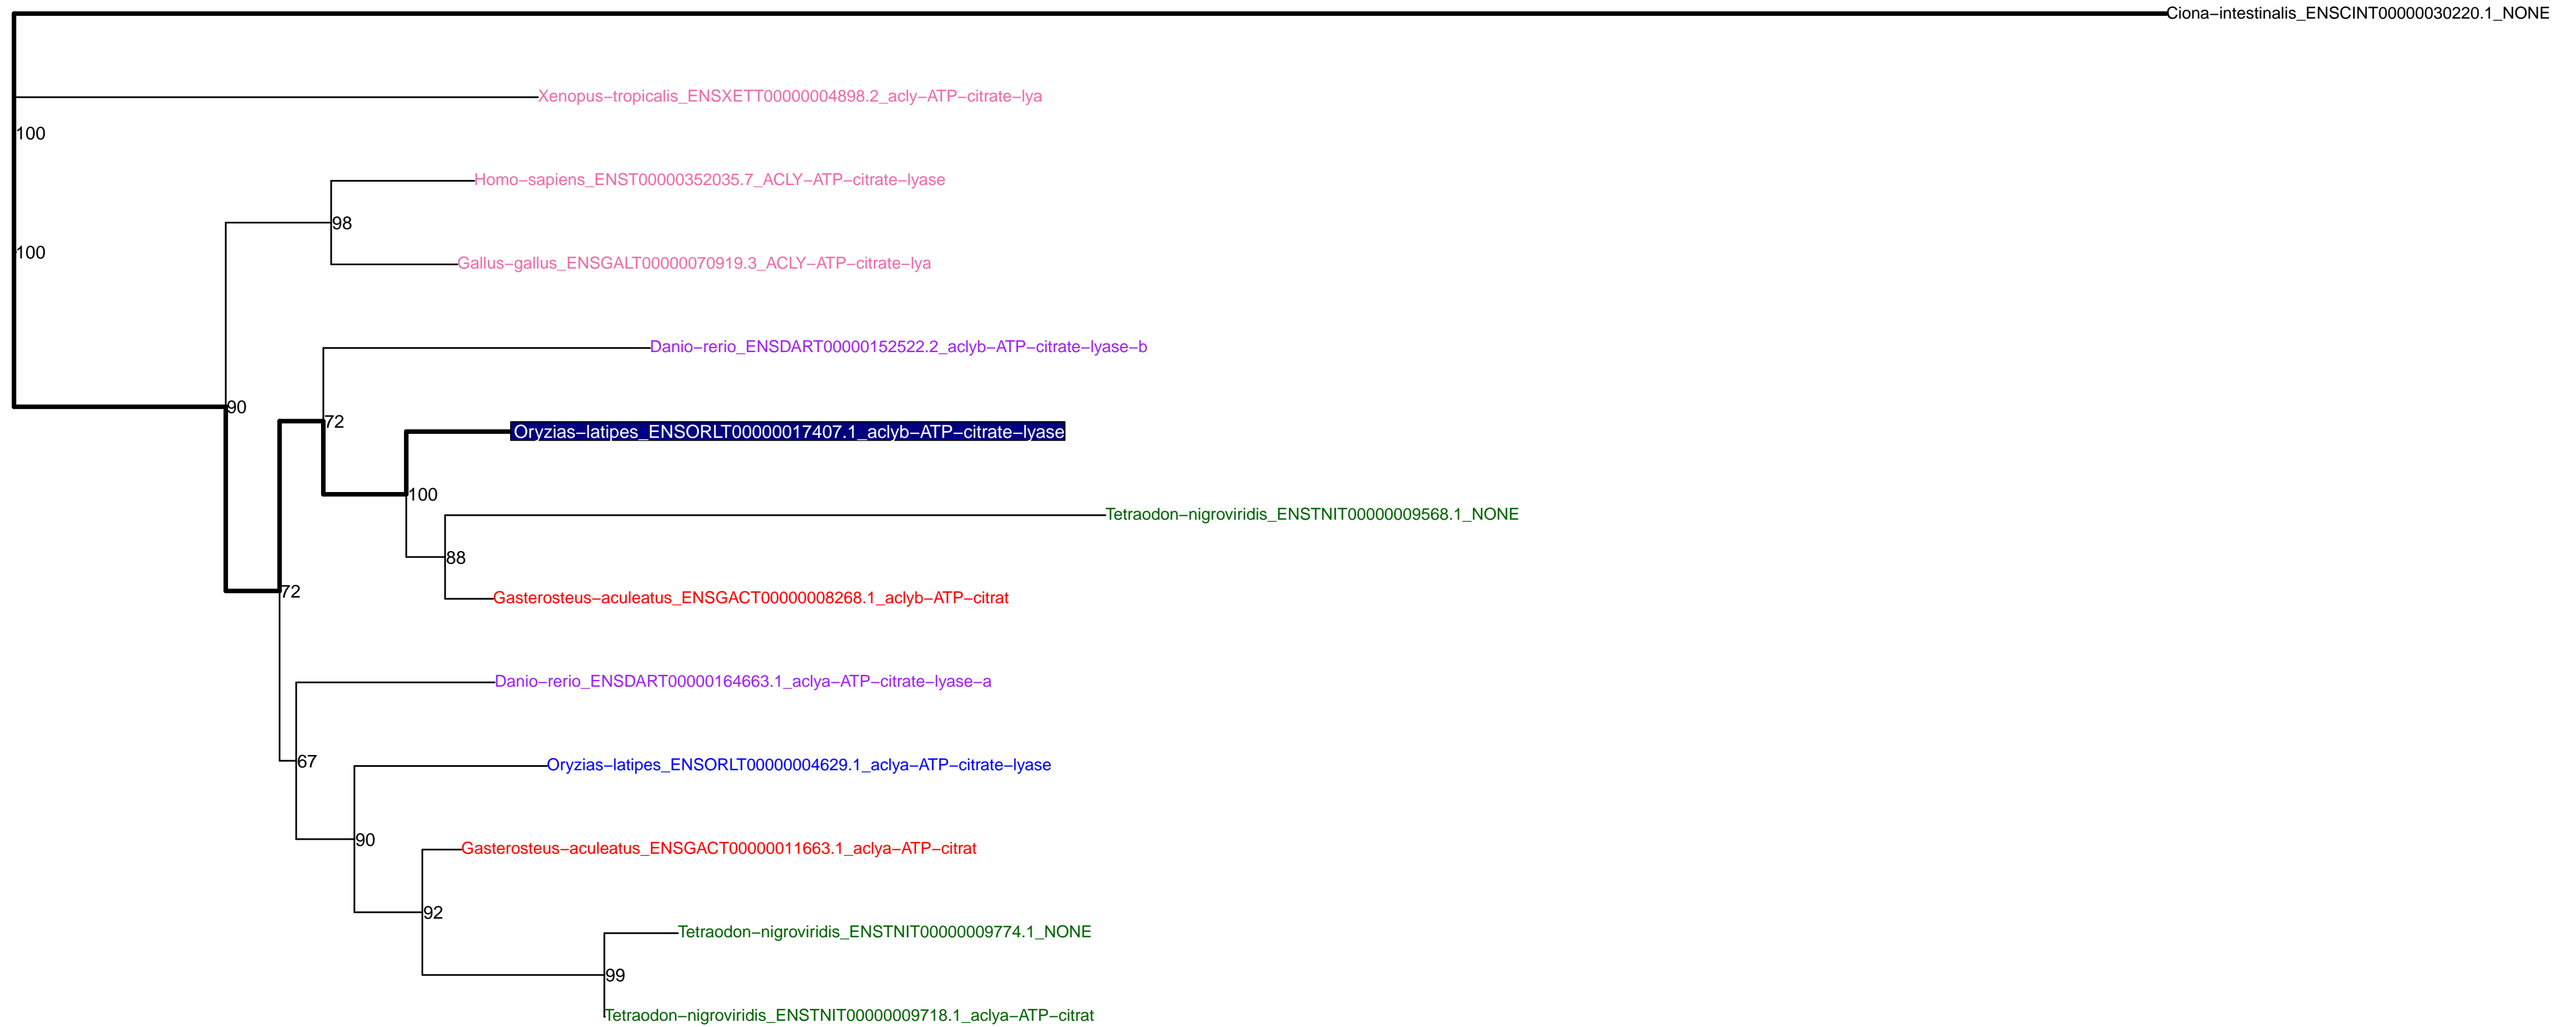 Ciona−intestinalis_ENSCINT00000030220.1_NONE
Xenopus−tropicalis_ENSXETT00000004898.2_acly−ATP−citrate−lya
100
Homo−sapiens_ENST00000352035.7_ACLY−ATP−citrate−lyase
98
100
Gallus−gallus_ENSGALT00000070919.3_ACLY−ATP−citrate−lya
Danio−rerio_ENSDART00000152522.2_aclyb−ATP−citrate−lyase−b
90
72
Oryzias−latipes_ENSORLT00000017407.1_aclyb−ATP−citrate−lyase
100
Tetraodon−nigroviridis_ENSTNIT00000009568.1_NONE
88
72
Gasterosteus−aculeatus_ENSGACT00000008268.1_aclyb−ATP−citrat
Danio−rerio_ENSDART00000164663.1_aclya−ATP−citrate−lyase−a
67
Oryzias−latipes_ENSORLT00000004629.1_aclya−ATP−citrate−lyase
90
Gasterosteus−aculeatus_ENSGACT00000011663.1_aclya−ATP−citrat
92
Tetraodon−nigroviridis_ENSTNIT00000009774.1_NONE
99
Tetraodon−nigroviridis_ENSTNIT00000009718.1_aclya−ATP−citrat